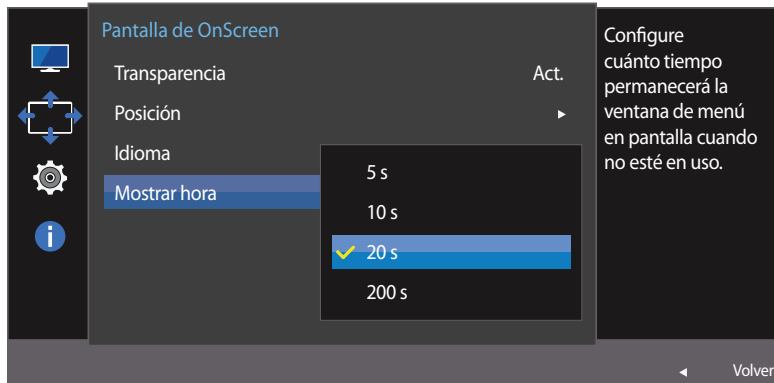 Pantalla de OnScreen
Transparencia
Act.
Posición
Idioma
Mostrar hora
5 s
10 s
20 s
200 s
Configure
cuánto tiempo
permanecerá la
ventana de menú
en pantalla cuando
no esté en uso.
Volver